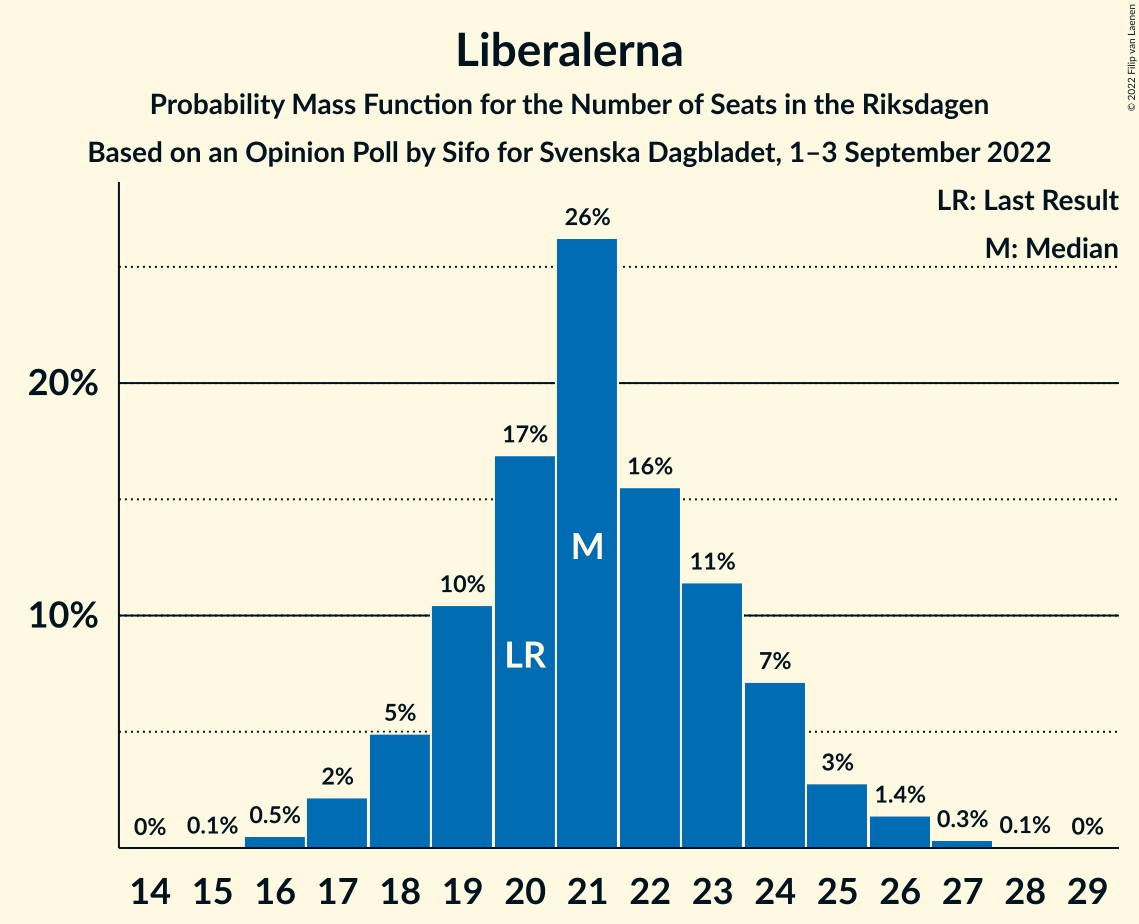 Liberalerna
Probability Mass Function for the Number of Seats in the Riksdagen
Based on an Opinion Poll by Sifo for Svenska Dagbladet, 1–3 September 2022
© 2022 Filip van Laenen
LR: Last Result
M: Median
20%
10%
0% 0.1% 0.5% 2% 5% 10% 17% 26% 16% 11% 7% 3% 1.4% 0.3% 0.1% 0%
M
LR
14 15 16 17 18 19 20 21 22 23 24 25 26 27 28 29